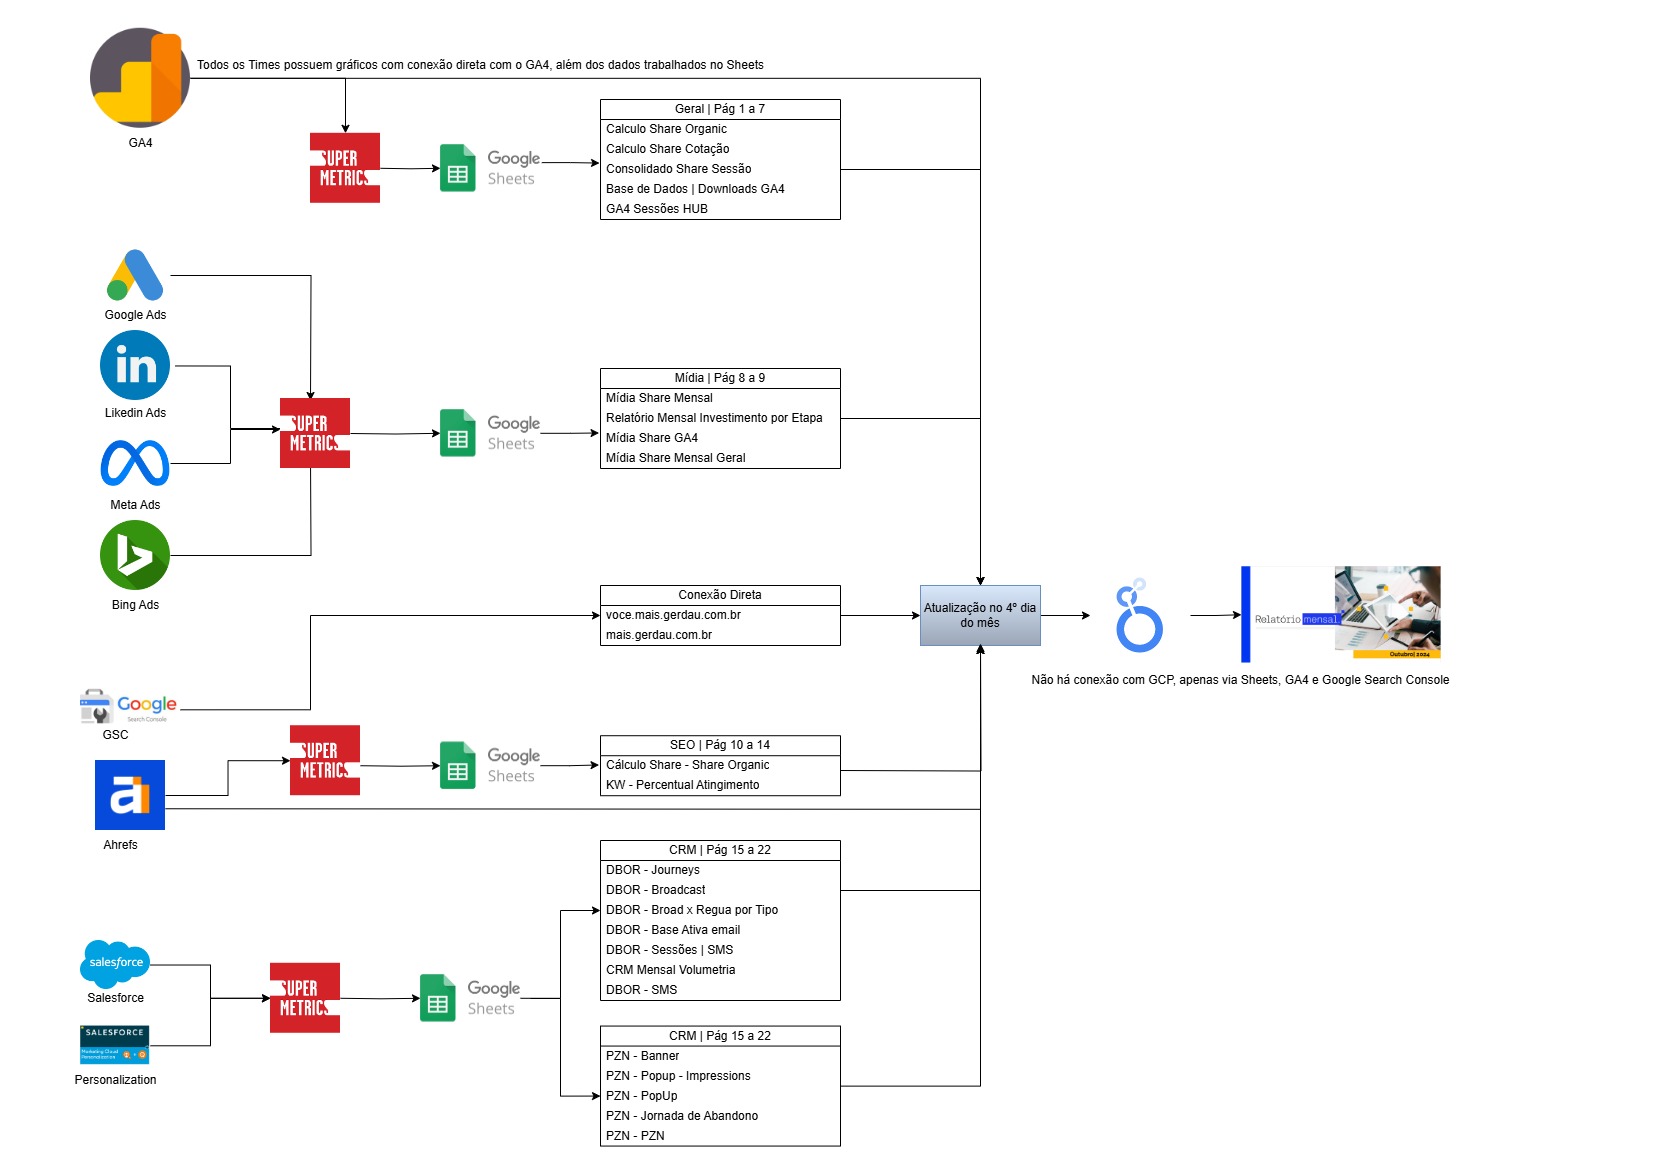 Todos os Times possuem gráficos com conexão direta com o GA4, além dos dados trabalhados no Sheets
GA4
SUPER
METRICS
Google
Sheets
Geral | Pág 1 a 7
Calculo Share Organic
Calculo Share Cotação
Consolidado Share Sessão
Base de Dados | Downloads GA4
GA4 Sessões HUB
Google Ads
in
Likedin Ads
Meta Ads
Bing Ads
SUPER
METRICS
Google
Sheets
Mídia | Pág 8 a 9
Mídia Share Mensal
Relatório Mensal Investimento por Etapa
Mídia Share GA4
Mídia Share Mensal Geral
Conexão Direta
voce.mais.gerdau.com.br
mais.gerdau.com.br
Atualização no 4º dia
do mês
Relatório mensal
Outubro| 2024
Não há conexão com GCP, apenas via Sheets, GA4 e Google Search Console
Google
Search Console
GSC
SUPER
METRICS
Google
Sheets
SEO | Pág 10 a 14
Cálculo Share - Share Organic
KW - Percentual Atingimento
a
Ahrefs
CRM | Pág 15 a 22
DBOR - Journeys
DBOR - Broadcast
DBOR - Broad x Regua por Tipo
DBOR - Base Ativa email
DBOR - Sessões | SMS
CRM Mensal Volumetria
DBOR - SMS
salesforce
Salesforce
SALESFORCE
Marketing Cloud
Personalization
Personalization
SUPER
METRICS
Google
Sheets
CRM | Pág 15 a 22
PZN - Banner
PZN - Popup - Impressions
PZN - PopUp
PZN - Jornada de Abandono
PZN - PZN